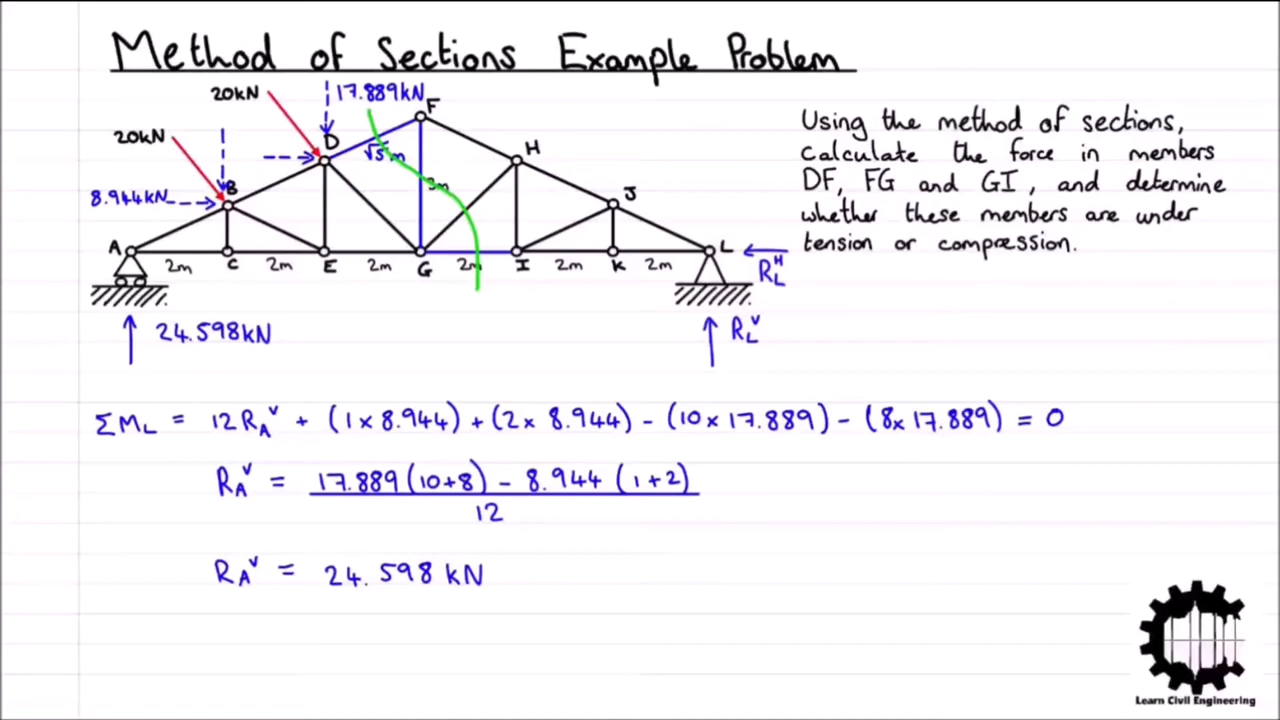 Method of Sections Example Problem
20kN
17.889kN
F
20kN
D
√5m
H
8.944kN
B
3m
J
A
L
R_L^H
2m
C
2m
E
2m
G
2m
I
2m
K
2m
24.598kN
R_L^V
Using the method of sections,
calculate the force in members
DF, FG and GI, and determine
whether these members are under
tension or compression.
ΣM_L = 12R_A^V + (1 x 8.944) + (2 x 8.944) - (10 x 17.889) - (8 x 17.889) = 0
R_A^V = 17.889 (10+8) - 8.944 (1+2)
12
R_A^V = 24.598 kN
Learn Civil Engineering